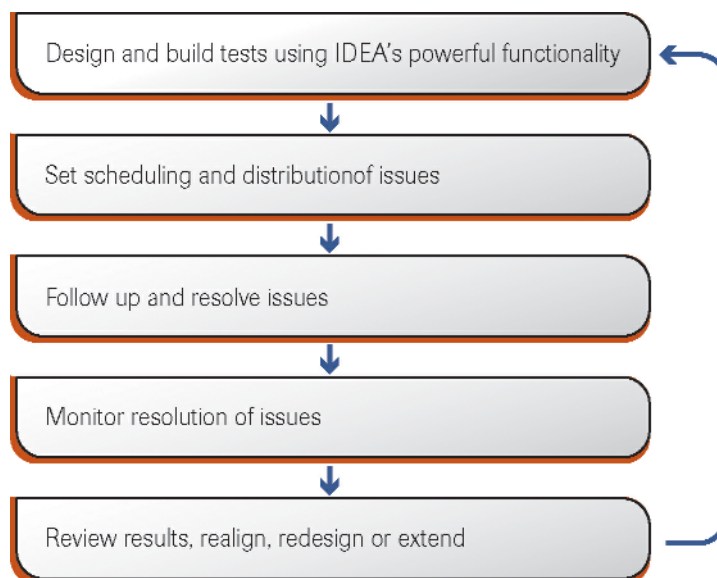 Design and build tests using IDEA’s powerful functionality
Set scheduling and distributionof issues
Follow up and resolve issues
Monitor resolution of issues
Review results, realign, redesign or extend